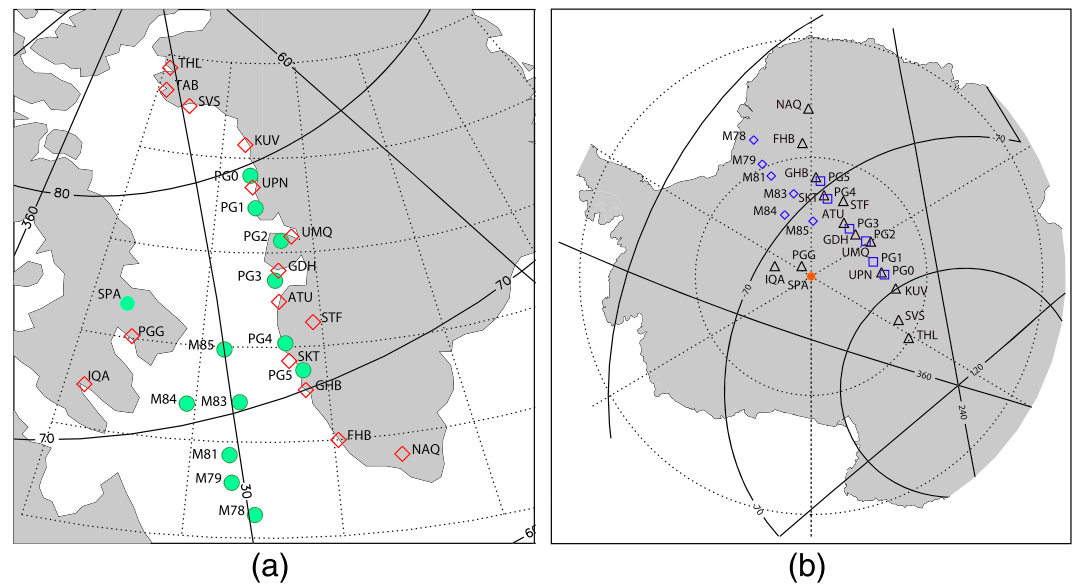 60
THL
TAB
SVS
KUV
PG0
UPN
80
PG1
360
PG2
UMQ
GDH
PG3
70
SPA
ATU
STF
PGG
M85
PG4
SKT
IQA
PG5
GHB
M84
M83
70
FHB
M81
NAQ
M79
30
M78
60
(a)
NAQ
M78
FHB
70
M79
GHB
PG5
M81
M83
SKT
PG4
STF
M84
ATU
M85
PG3
GDH
PG2
UMQ
PGG
PG1
IQA
SPA
UPN
PG0
70
KUV
SVS
THL
360
120
240
70
(b)